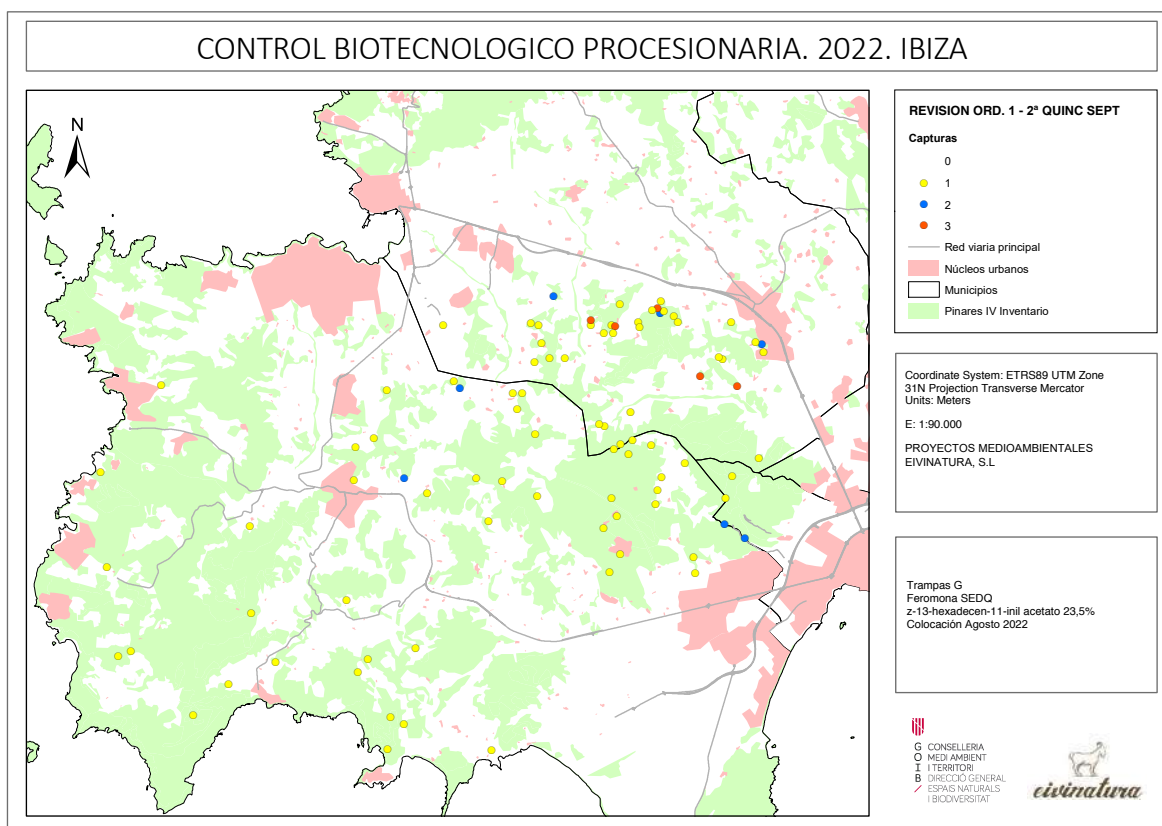 CONTROL BIOTECNOLOGICO PROCESIONARIA. 2022. IBIZA
N
REVISION ORD. 1 - 2ª QUINC SEPT
Capturas
0
1
2
3
Red viaria principal
Núcleos urbanos
Municipios
Pinares IV Inventario
Coordinate System: ETRS89 UTM Zone
31N Projection Transverse Mercator
Units: Meters
E: 1:90.000
PROYECTOS MEDIOAMBIENTALES
EIVINATURA, S.L
Trampas G
Feromona SEDQ
z-13-hexadecen-11-inil acetato 23,5%
Colocación Agosto 2022
G CONSELLERIA
O MEDI AMBIENT
I I TERRITORI
B DIRECCIÓ GENERAL
ESPAIS NATURALS
I BIODIVERSITAT
eivinatura